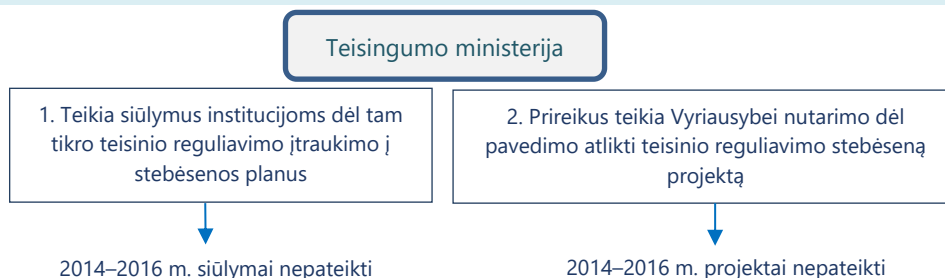 Teisingumo ministerija
1. Teikia siūlymus institucijoms dėl tam
tikro teisinio reguliavimo įtraukimo į
stebėsenos planus
2. Prireikus teikia Vyriausybei nutarimo dėl
pavedimo atlikti teisinio reguliavimo stebėseną
projektą
2014–2016 m. siūlymai nepateikti
2014–2016 m. projektai nepateikti